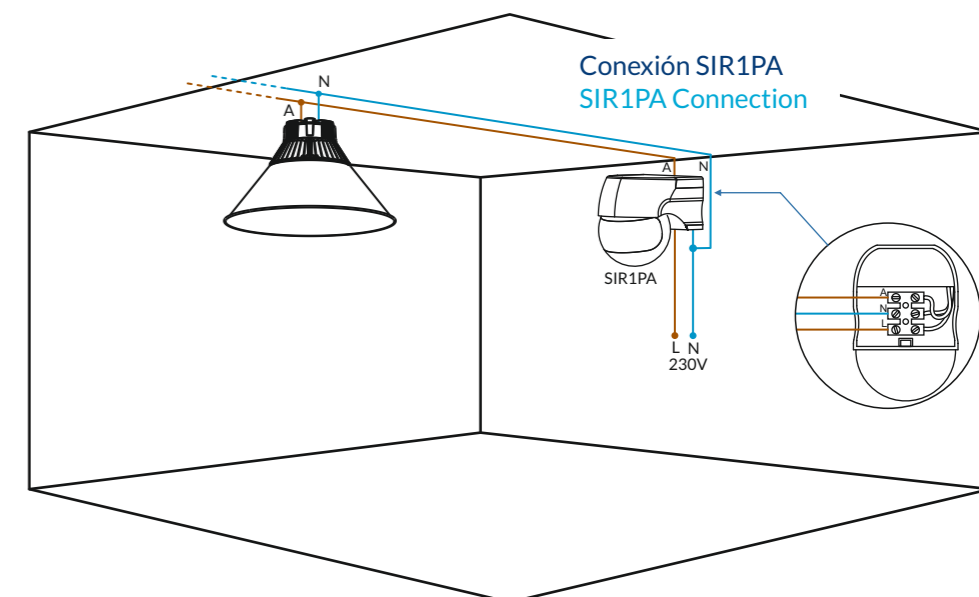 Conexión SIR1PA
SIR1PA Connection
N
A
A
N
SIR1PA
A
N
L
L N
230V